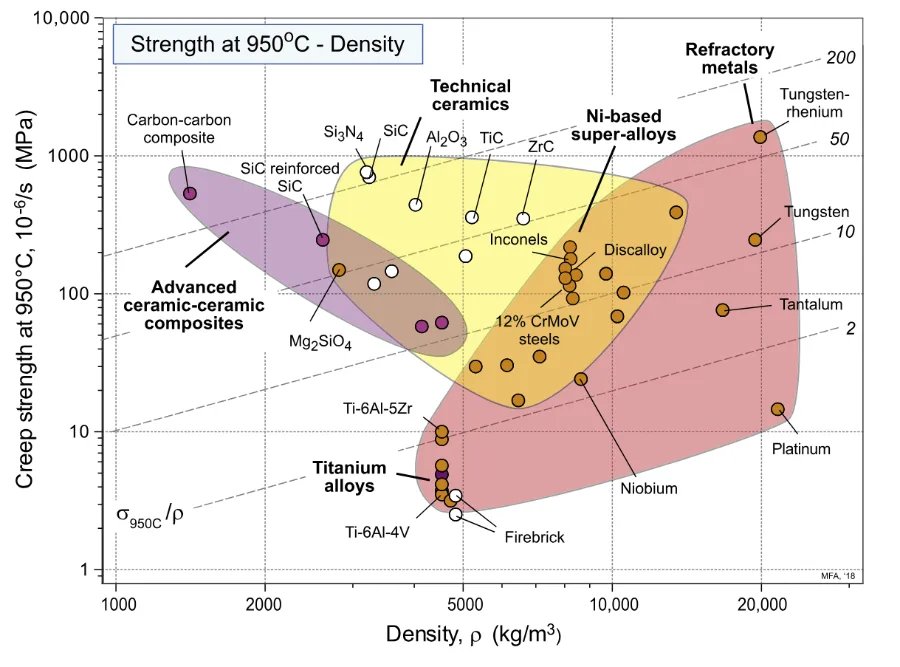 Strength at 950°C - Density
10,000
1000
100
10
1
Creep strength at 950°C, 10⁻⁶/s (MPa)
1000
2000
5000
10,000
20,000
Density, ρ (kg/m³)
Refractory
metals
200
Technical
ceramics
Tungsten-
rhenium
Carbon-carbon
composite
Si₃N₄
SiC
Al₂O₃
TiC
ZrC
Ni-based
super-alloys
50
SiC reinforced
SiC
Tungsten
10
Inconels
Discalloy
Advanced
ceramic-ceramic
composites
Tantalum
12% CrMoV
steels
2
Mg₂SiO₄
Ti-6Al-5Zr
Platinum
Titanium
alloys
Niobium
σ₉₅₀C /ρ
Ti-6Al-4V
Firebrick
MFA, '18